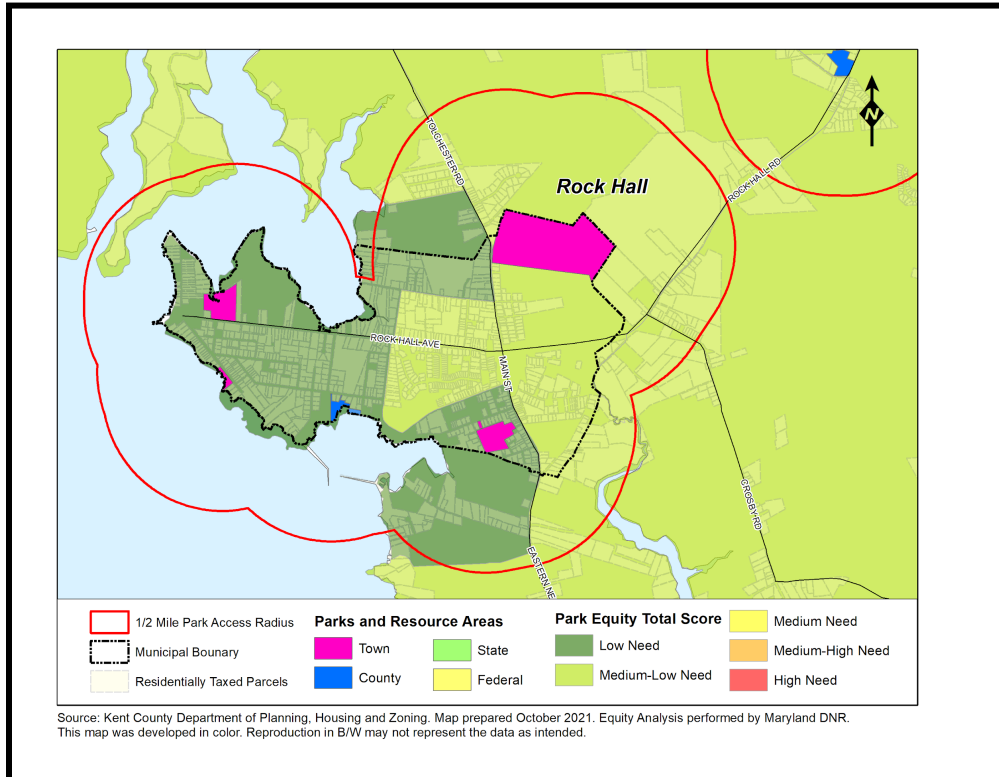 TOLCHESTER RD
N
Rock Hall
ROCK HALL RD
ROCK HALL AVE
MAIN ST
CROSBY RD
EASTERN NE
1/2 Mile Park Access Radius
Municipal Bounary
Residentially Taxed Parcels
Parks and Resource Areas
Town
County
State
Federal
Park Equity Total Score
Low Need
Medium-Low Need
Medium Need
Medium-High Need
High Need
Source: Kent County Department of Planning, Housing and Zoning. Map prepared October 2021. Equity Analysis performed by Maryland DNR.
This map was developed in color. Reproduction in B/W may not represent the data as intended.